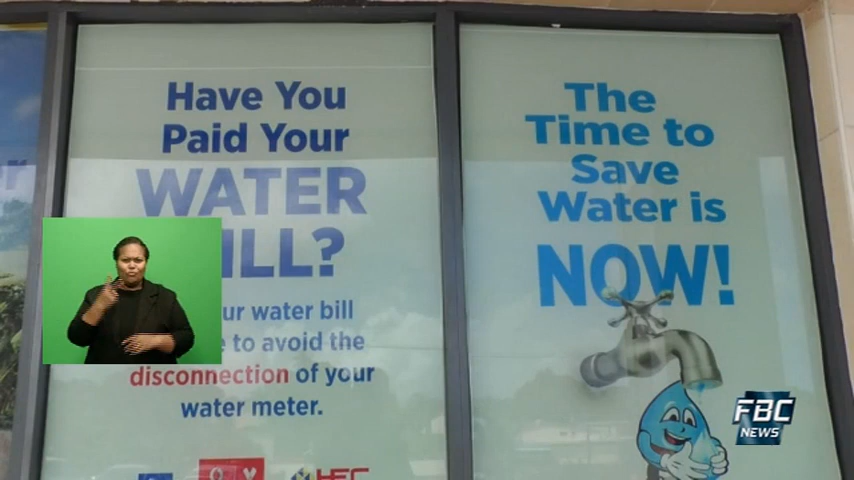 Have You
Paid Your
WATER
ILL?
ur water bill
e to avoid the
disconnection of your
water meter.
The
Time to
Save
Water is
NOW!
FBC
NEWS